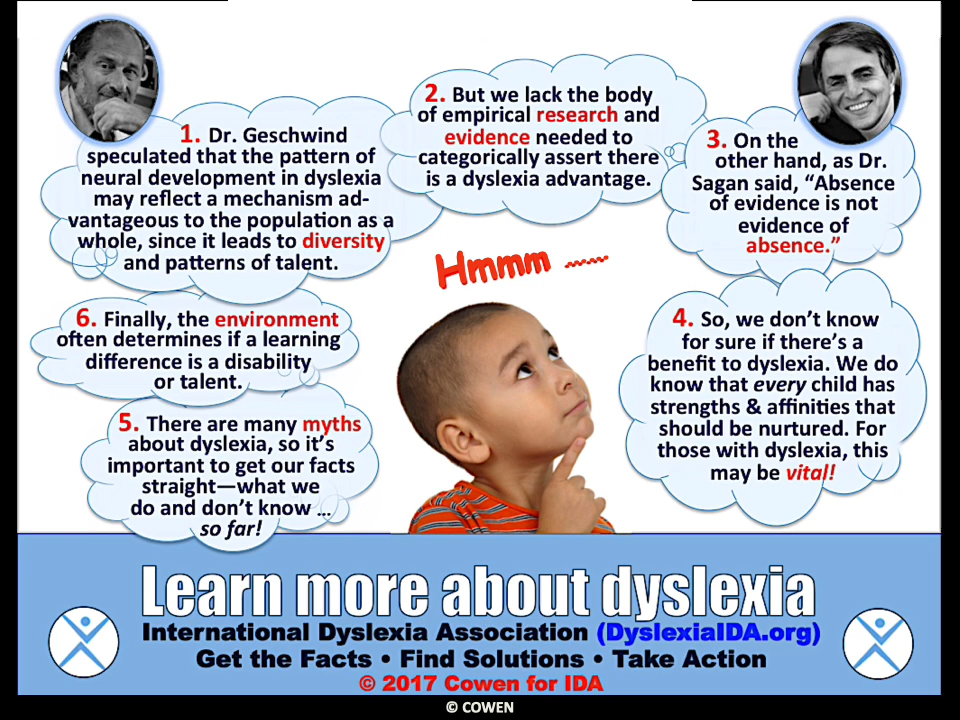 1. Dr. Geschwind
speculated that the pattern of
neural development in dyslexia
may reflect a mechanism ad-
vantageous to the population as a
whole, since it leads to diversity
and patterns of talent.
2. But we lack the body
of empirical research and
evidence needed to
categorically assert there
is a dyslexia advantage.
3. On the
other hand, as Dr.
Sagan said, “Absence
of evidence is not
evidence of
absence.”
Hmmm ......
4. So, we don’t know
for sure if there’s a
benefit to dyslexia. We do
know that every child has
strengths & affinities that
should be nurtured. For
those with dyslexia, this
may be vital!
5. There are many myths
about dyslexia, so it’s
important to get our facts
straight—what we
do and don’t know …
so far!
6. Finally, the environment
often determines if a learning
difference is a disability
or talent.
Learn more about dyslexia
International Dyslexia Association (DyslexiaIDA.org)
Get the Facts • Find Solutions • Take Action
© 2017 Cowen for IDA
© COWEN